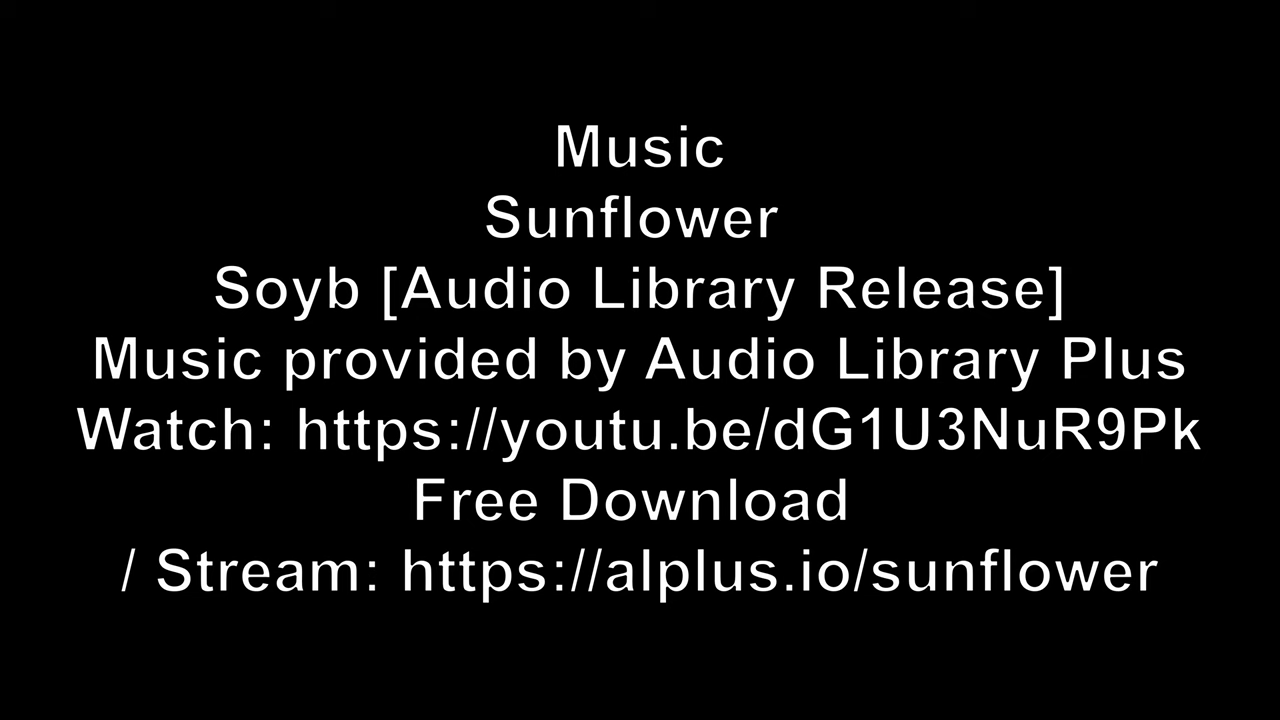 Music
Sunflower
Soyb [Audio Library Release]
Music provided by Audio Library Plus
Watch: https://youtu.be/dG1U3NuR9Pk
Free Download
/ Stream: https://alplus.io/sunflower